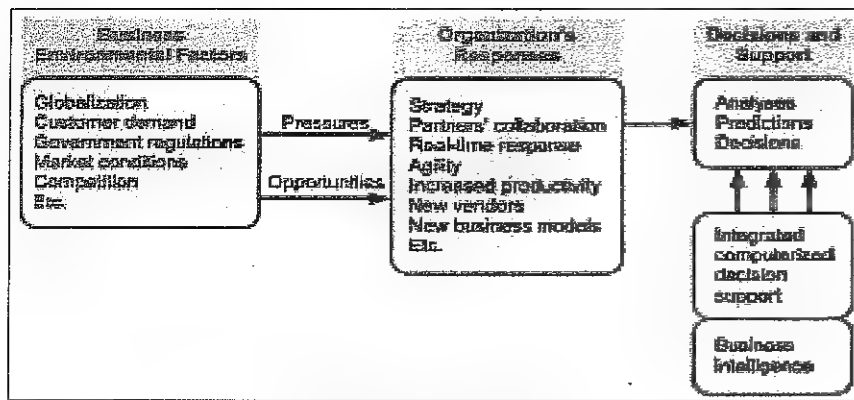 Business
Environmental Factors
Globalization
Customer demand
Government regulations
Market conditions
Competition
Etc.
Pressures
Opportunities
Organization's
Responses
Strategy
Partners' collaboration
Real-time response
Agility
Increased productivity
New vendors
New business models
Etc.
Decisions and
Support
Analyses
Predictions
Decisions
Integrated
computerized
decision
support
Business
intelligence